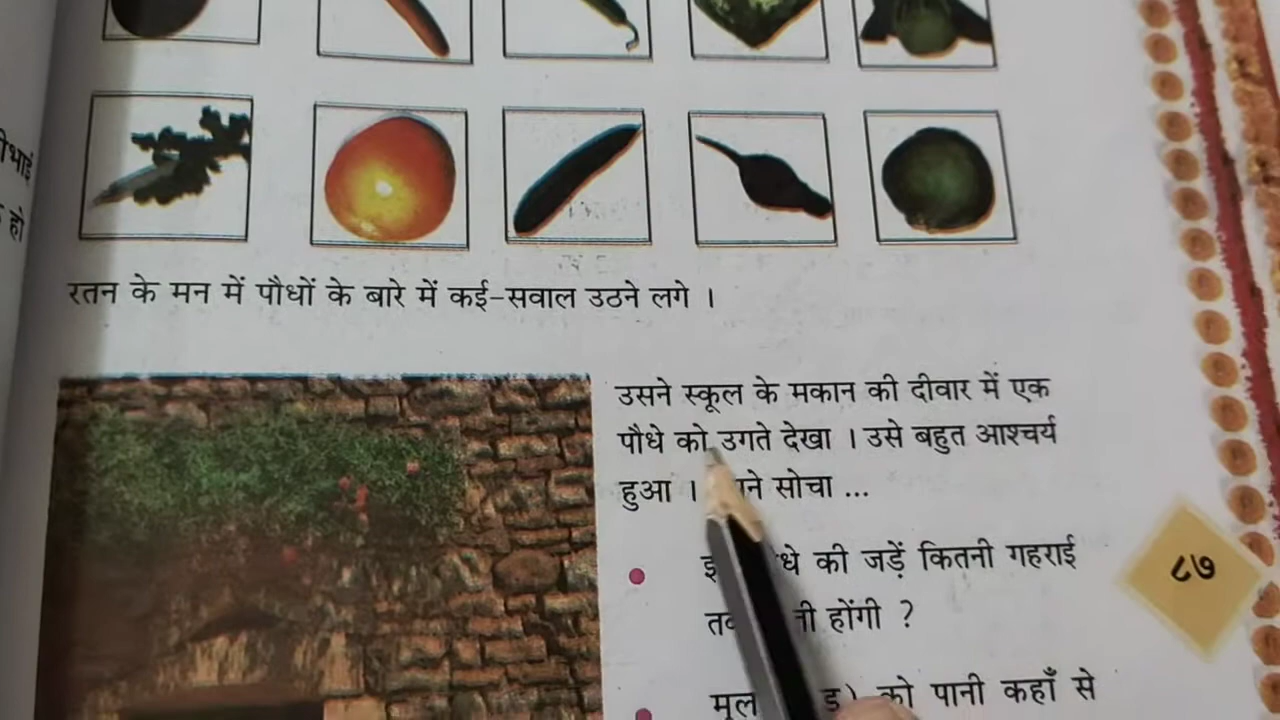 रतन के मन में पौधों के बारे में कई-सवाल उठने लगे ।
उसने स्कूल के मकान की दीवार में एक
पौधे को उगते देखा । उसे बहुत आश्चर्य
हुआ । सोचा ...
की जड़ें कितनी गहराई
होंगी ?
८७
को पानी कहाँ से